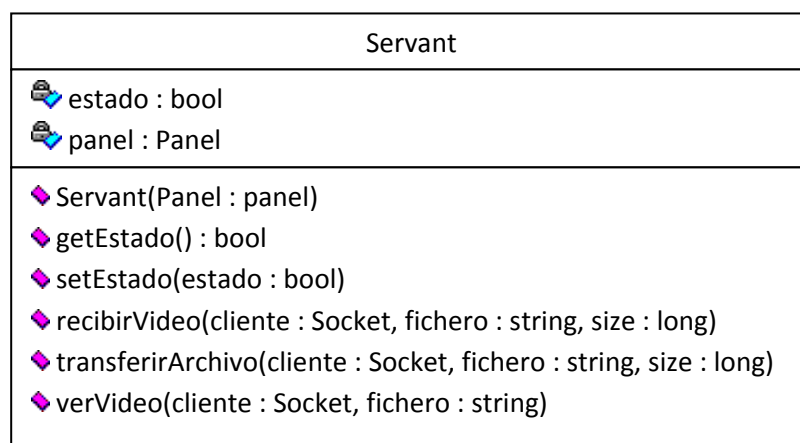 Servant
estado : bool
panel : Panel
Servant(Panel : panel)
getEstado() : bool
setEstado(estado : bool)
recibirVideo(cliente : Socket, fichero : string, size : long)
transferirArchivo(cliente : Socket, fichero : string, size : long)
verVideo(cliente : Socket, fichero : string)